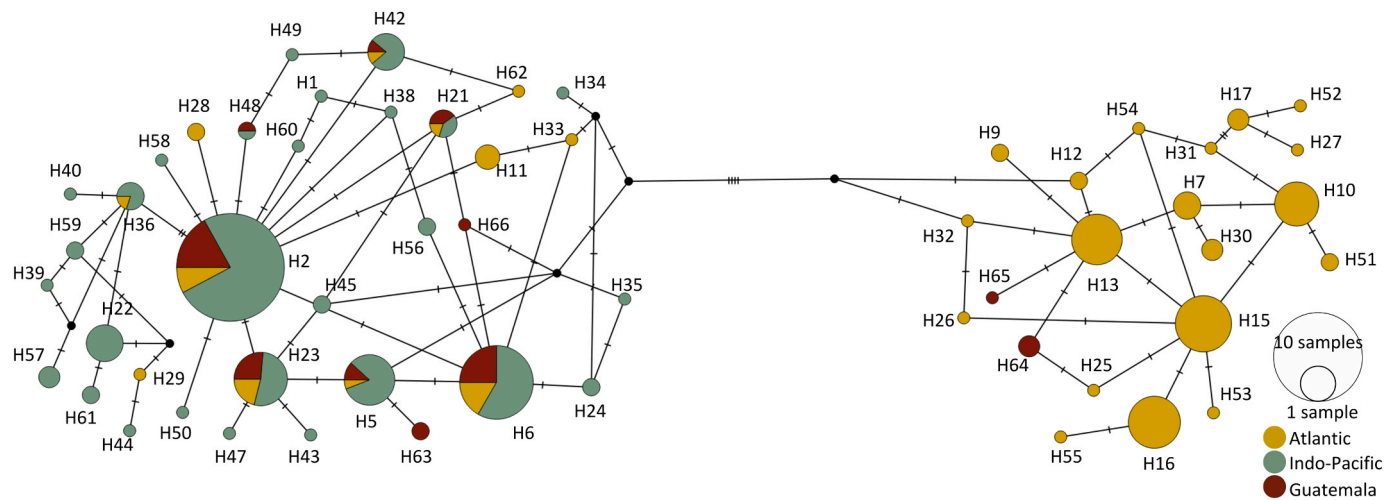 H49
H42
H62
H34
H1
H38
H28
H48
H60
H21
H33
H58
H11
H40
H36
H59
H2
H56
H66
H39
H22
H45
H35
H57
H29
H23
H61
H5
H6
H24
H44
H50
H47
H43
H63
H17
H52
H54
H9
H12
H31
H27
H7
H10
H32
H30
H51
H65
H13
H26
H15
H64
H25
H53
H55
H16
10 samples
1 sample
Atlantic
Indo-Pacific
Guatemala